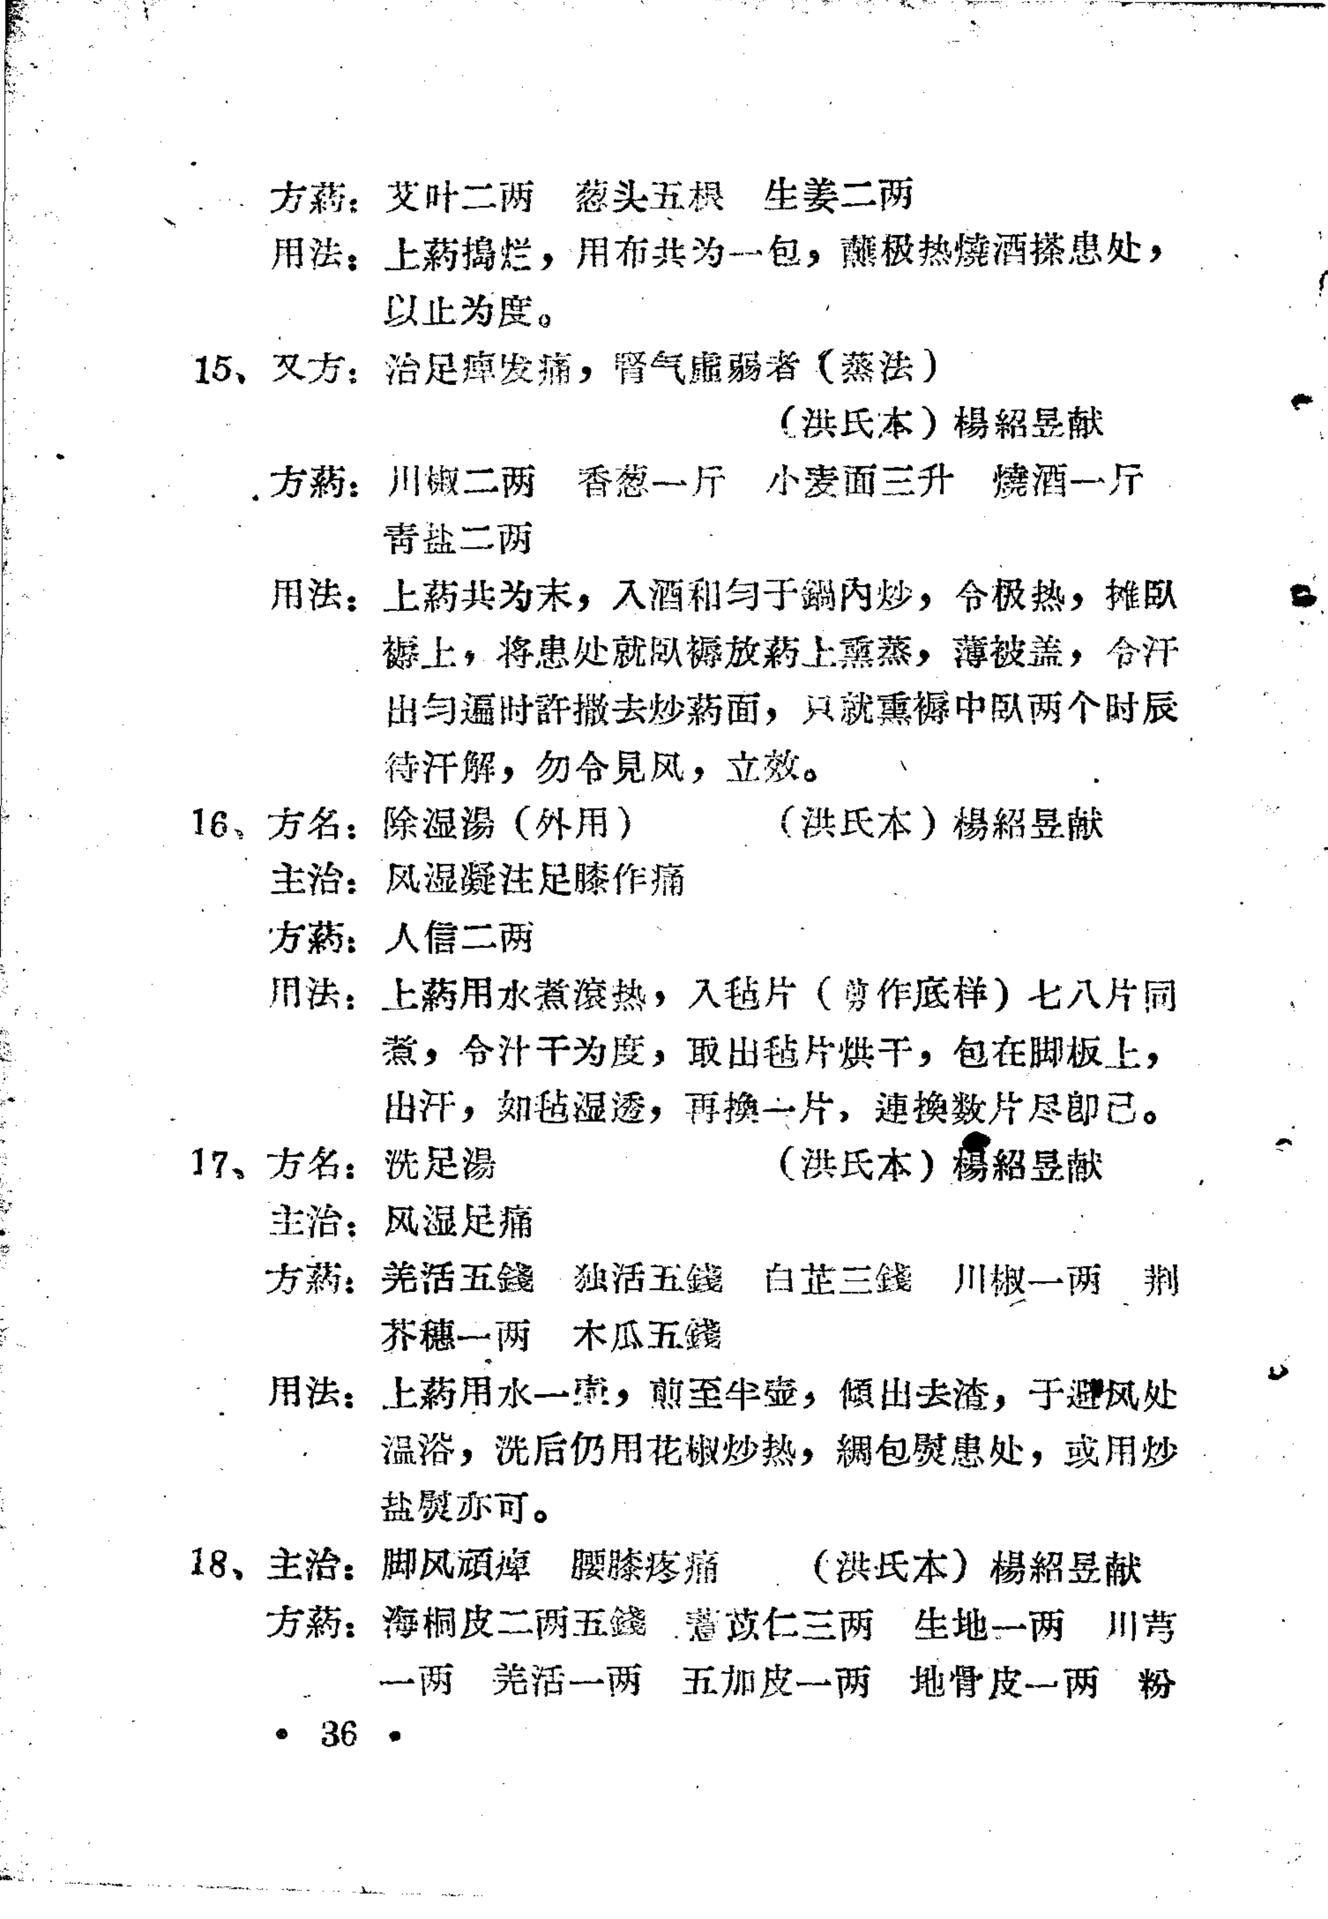 方药：艾叶二两　葱头五根　生姜二两
用法：上药搗烂，用布共为一包，蘸极热燒酒搽患处，
以止为度。
15、又方：治足痺发痛，腎气虛弱者（蒸法）
（洪氏本）楊紹昱献
方药：川椒二两　香葱一斤　小麦面三升　燒酒一斤
青盐二两
用法：上药共为末，入酒和匀于鍋內炒，令极热，摊臥
褥上，将患处就臥褥放药上熏蒸，薄被盖，令汗
出匀遍时許撒去炒药面，只就熏褥中臥两个时辰
待汗解，勿令見风，立效。
16、方名：除湿湯（外用）　（洪氏本）楊紹昱献
主治：风湿凝注足膝作痛
方药：人信二两
用法：上药用水煮滚热，入毡片（剪作底样）七八片同
煮，令汁干为度，取出毡片烘干，包在脚板上，
出汗，如毡湿透，再換一片，連換数片尽即已。
17、方名：洗足湯　（洪氏本）楊紹昱献
主治：风湿足痛
方药：羌活五錢　独活五錢　白芷三錢　川椒一两　荆
芥穗一两　木瓜五錢
用法：上药用水一壶，煎至半壶，傾出去渣，于避风处
温浴，洗后仍用花椒炒热，綢包熨患处，或用炒
盐熨亦可。
18、主治：脚风頑痺　腰膝疼痛　（洪氏本）楊紹昱献
方药：海桐皮二两五錢　薏苡仁三两　生地一两　川芎
一两　羌活一两　五加皮一两　地骨皮一两　粉
• 36 •